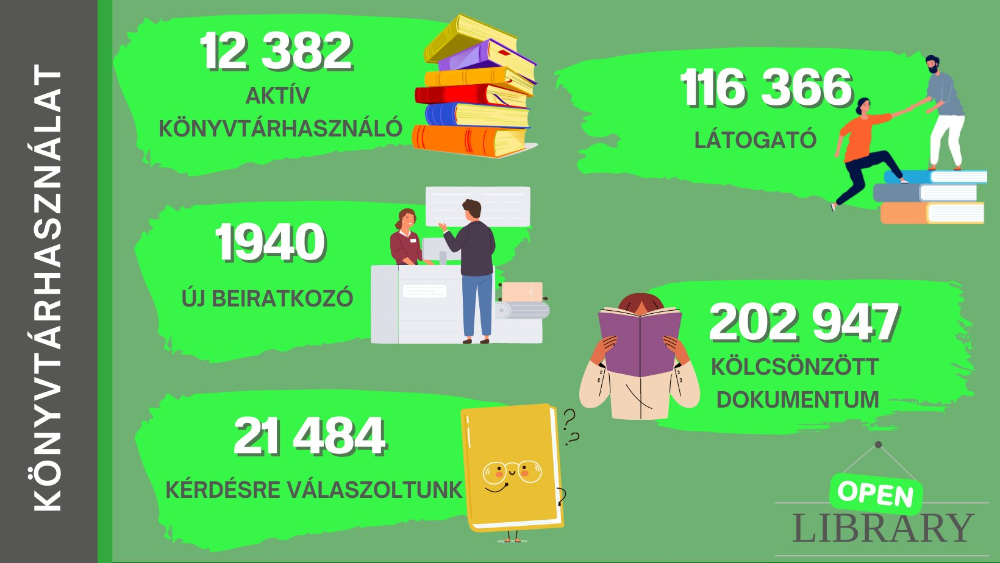 KÖNYVTÁRHASZNÁLAT
12 382
AKTÍV
KÖNYVTÁRHASZNÁLÓ
116 366
LÁTOGATÓ
1940
ÚJ BEIRATKOZÓ
202 947
KÖLCSÖNZÖTT
DOKUMENTUM
21 484
KÉRDÉSRE VÁLASZOLTUNK
?
?
OPEN
LIBRARY